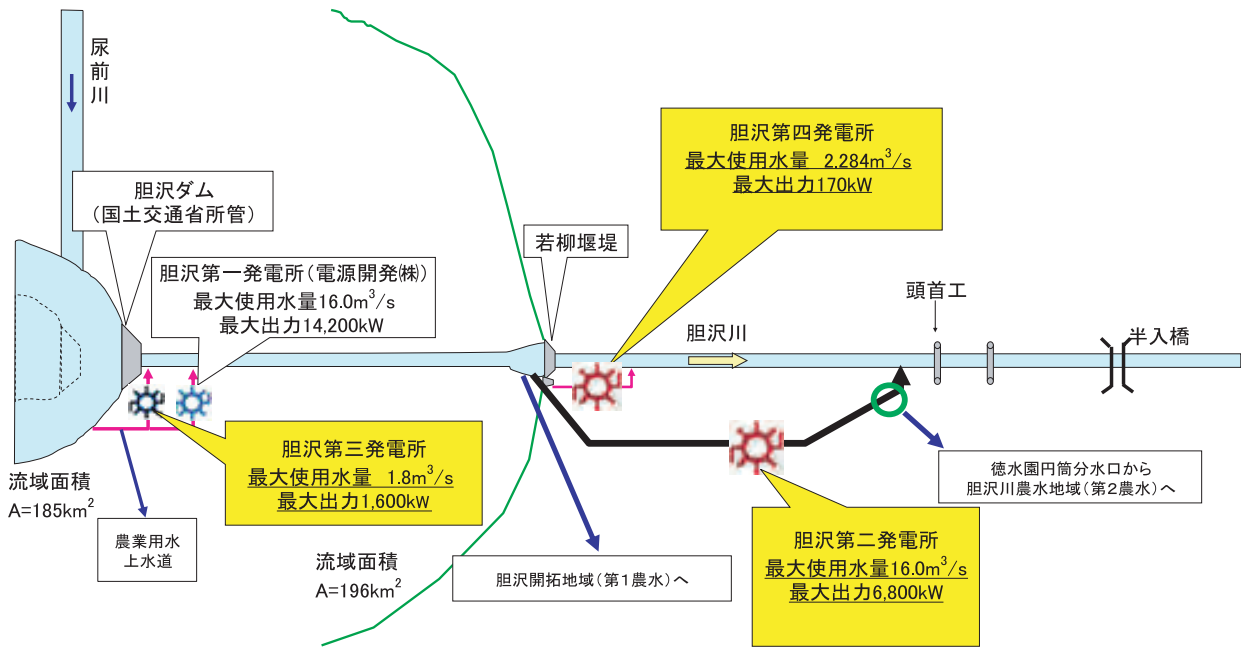 尿前川
胆沢ダム
(国土交通省所管)
胆沢第一発電所(電源開発㈱)
最大使用水量16.0m³/s
最大出力14,200kW
若柳堰堤
胆沢第四発電所
最大使用水量 2.284m³/s
最大出力170kW
胆沢川
頭首工
半入橋
胆沢第三発電所
最大使用水量 1.8m³/s
最大出力1,600kW
流域面積
A=185km²
農業用水
上水道
流域面積
A=196km²
胆沢開拓地域(第1農水)へ
胆沢第二発電所
最大使用水量16.0m³/s
最大出力6,800kW
徳水園円筒分水口から
胆沢川農水地域(第2農水)へ